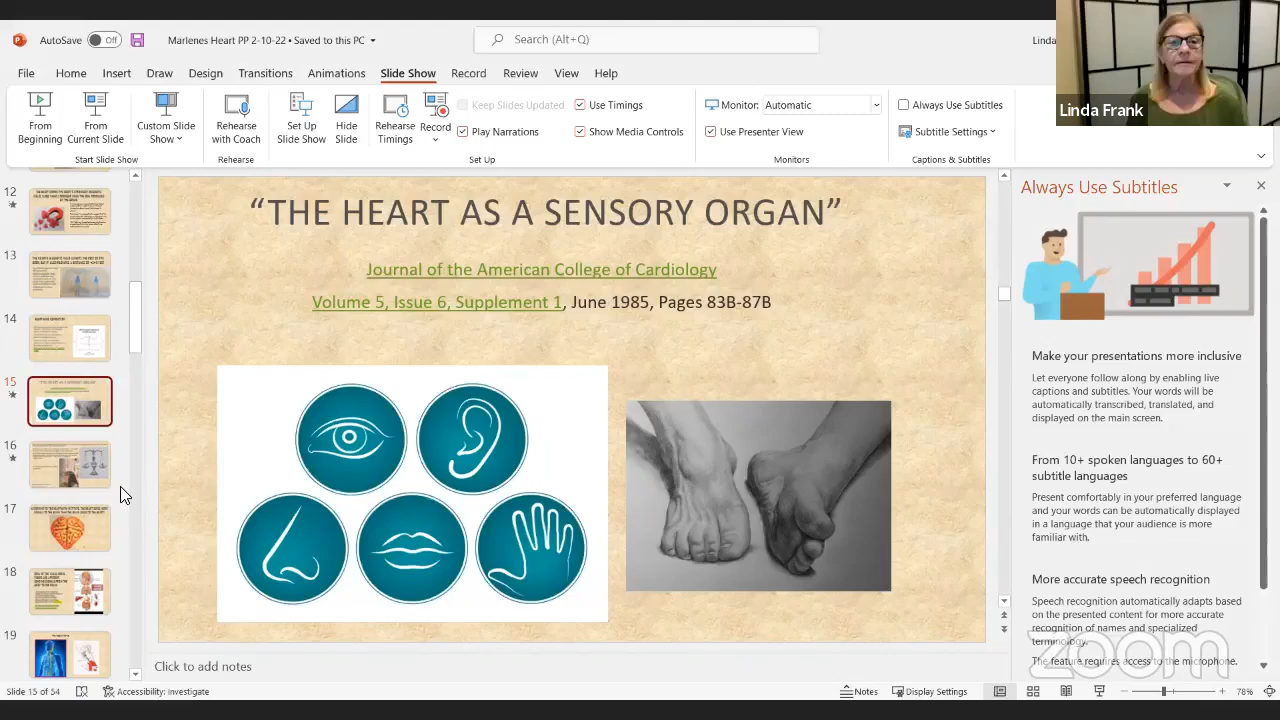 AutoSave Off
Marlenes Heart PP 2-10-22 • Saved to this PC
Search (Alt+Q)
Linda
Linda Frank
File Home Insert Draw Design Transitions Animations Slide Show Record Review View Help
From Beginning
From Current Slide
Custom Slide Show
Start Slide Show
Rehearse with Coach
Rehearse
Set Up Slide Show
Hide Slide
Rehearse Timings
Record
Keep Slides Updated
Use Timings
Play Narrations
Show Media Controls
Set Up
Monitor: Automatic
Use Presenter View
Monitors
Always Use Subtitles
Subtitle Settings
Captions & Subtitles
12
13
14
15
16
17
18
19
“THE HEART AS A SENSORY ORGAN”
Journal of the American College of Cardiology
Volume 5, Issue 6, Supplement 1, June 1985, Pages 83B-87B
Click to add notes
Always Use Subtitles
Make your presentations more inclusive
Let everyone follow along by enabling live
captions and subtitles. Your words will be
automatically transcribed, translated, and
displayed on the main screen.
From 10+ spoken languages to 60+
subtitle languages
Present comfortably in your preferred language
and your words can be automatically displayed
in a language that your audience is more
familiar with.
More accurate speech recognition
Speech recognition automatically adapts based
on the presented content for more accurate
recognition of names and specialized
terminology.
The feature requires access to the microphone.
zoom
Slide 15 of 54
Accessibility: Investigate
Notes
Display Settings
78%